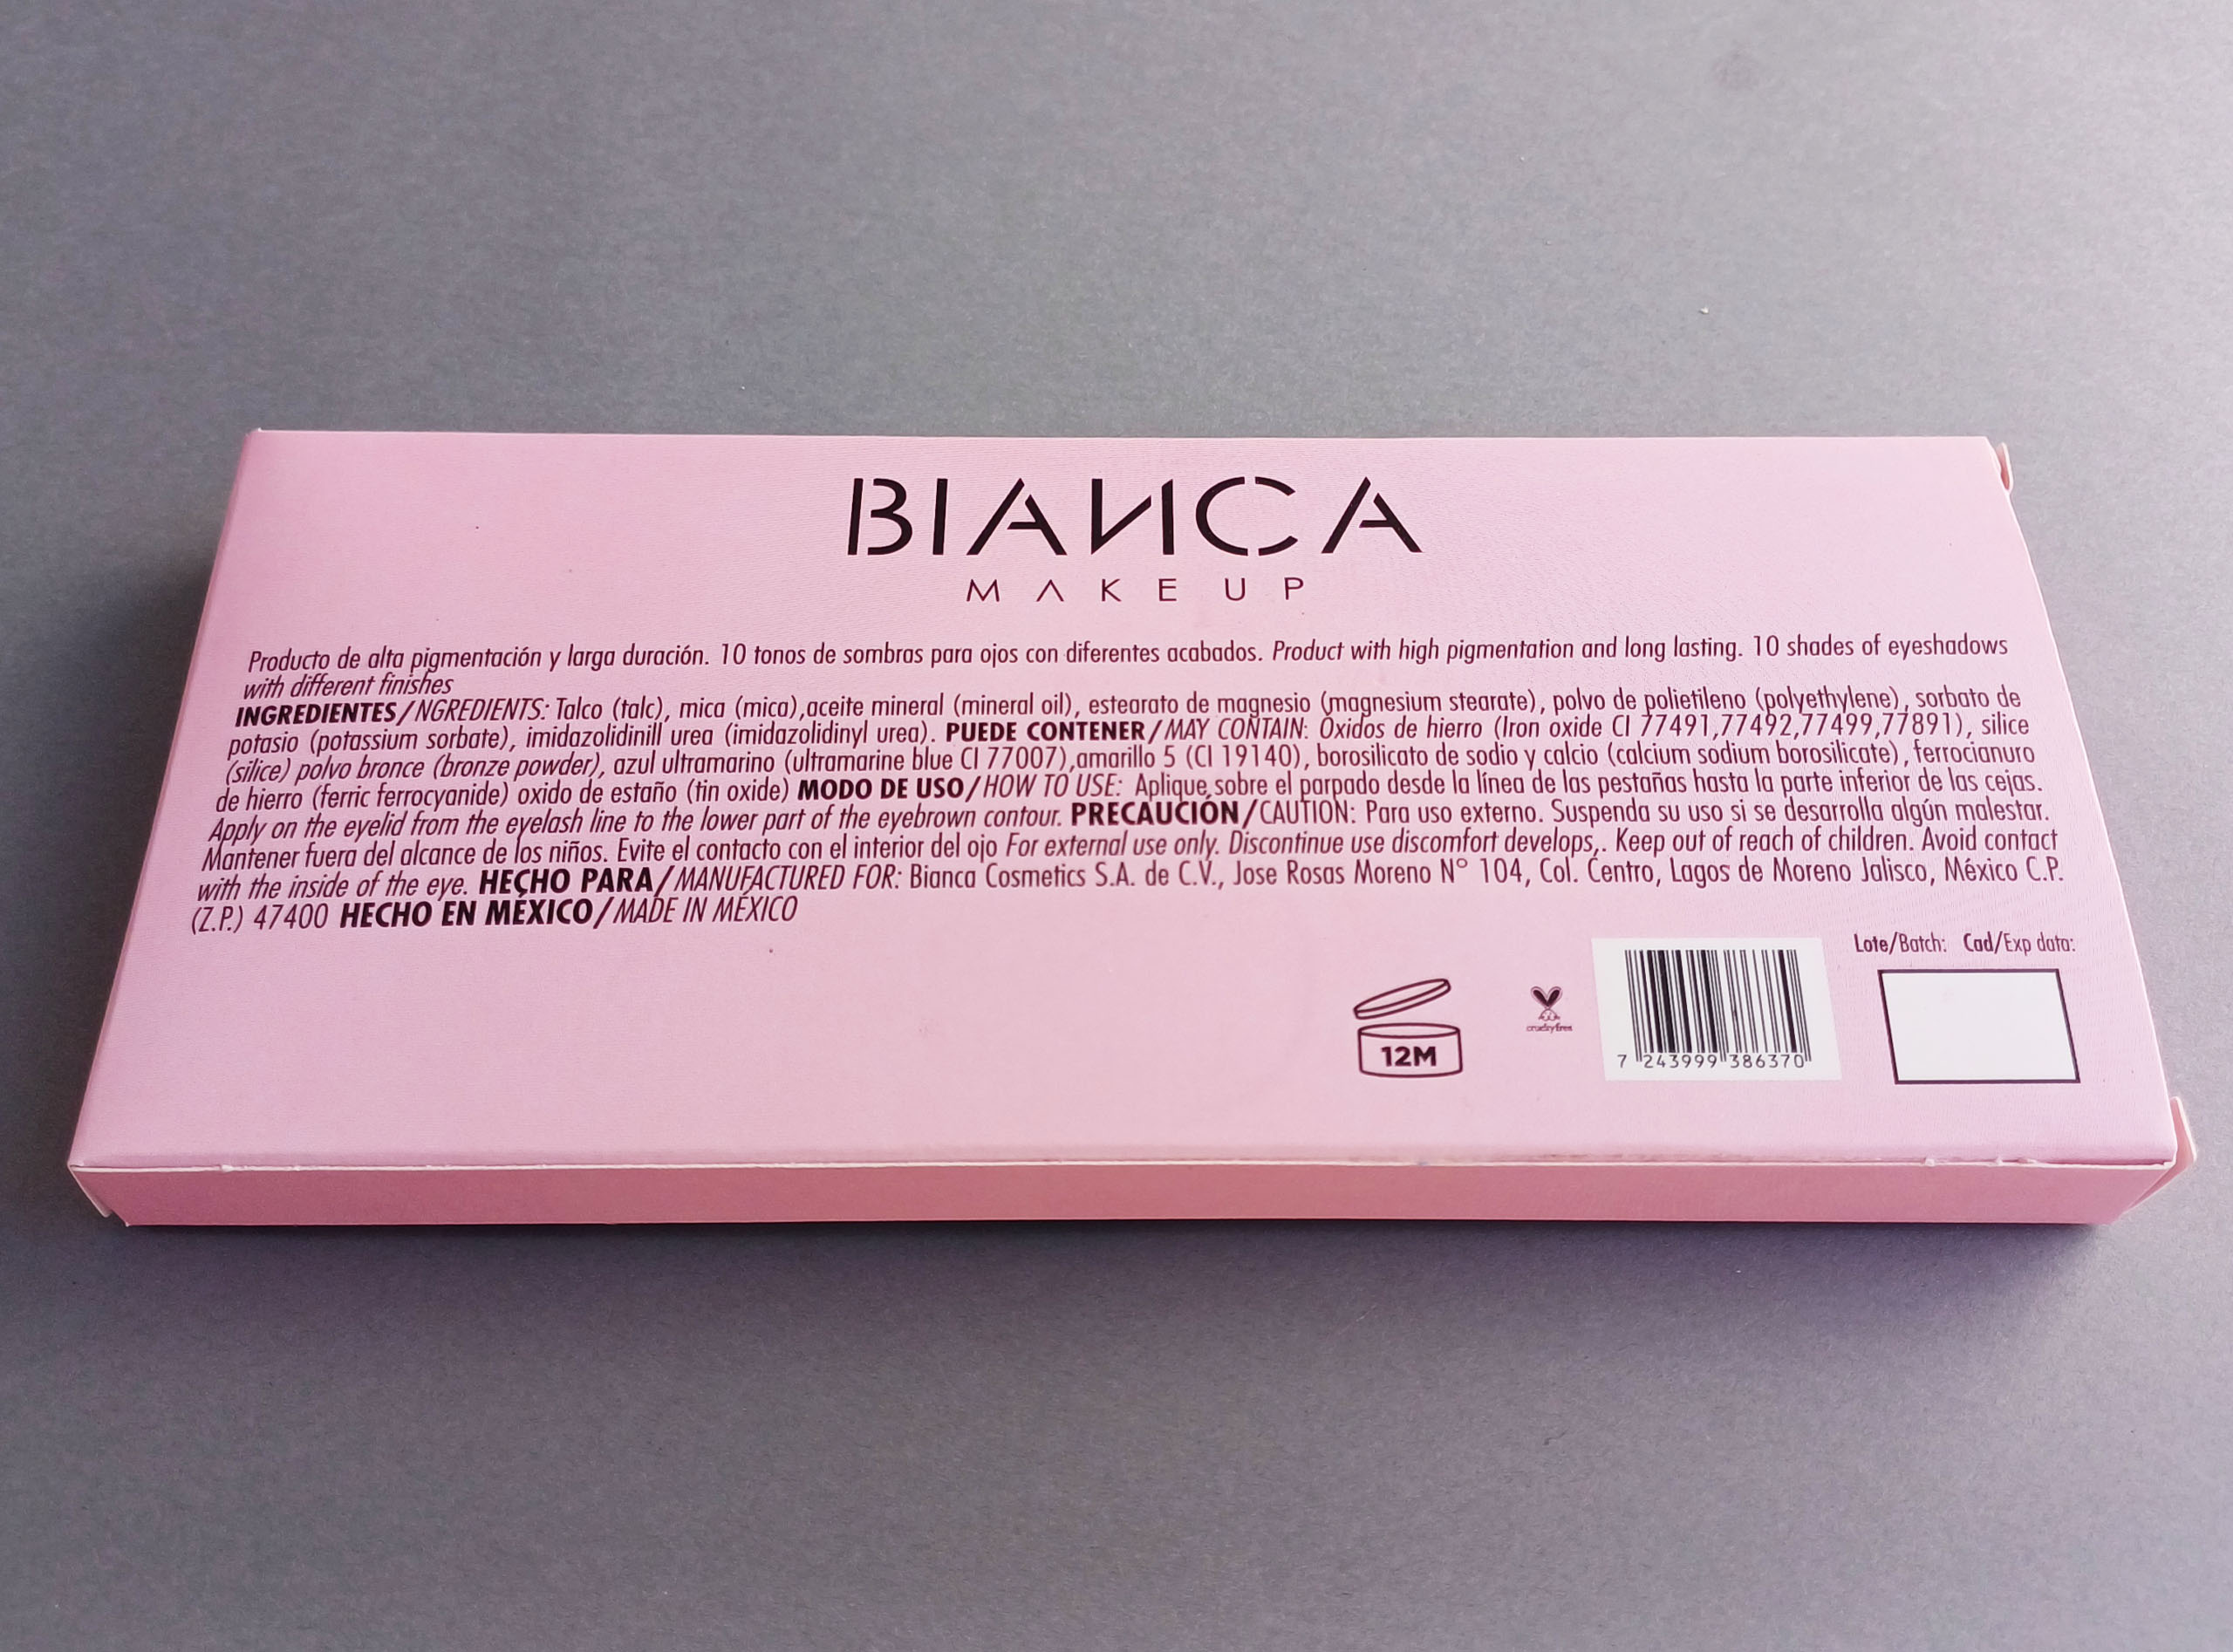 BIANCA
MAKEUP
Producto de alta pigmentación y larga duración. 10 tonos de sombras para ojos con diferentes acabados. Product with high pigmentation and long lasting. 10 shades of eyeshadows
with different finishes
INGREDIENTES/NGREDIENTS: Talco (talc), mica (mica),aceite mineral (mineral oil), estearato de magnesio (magnesium stearate), polvo de polietileno (polyethylene), sorbato de
potasio (potassium sorbate), imidazolidinill urea (imidazolidinyl urea). PUEDE CONTENER/MAY CONTAIN: Óxidos de hierro (Iron oxide CI 77491,77492,77499,77891), silice
(silice) polvo bronce (bronze powder), azul ultramarino (ultramarine blue CI 77007),amarillo 5 (CI 19140), borosilicato de sodio y calcio (calcium sodium borosilicate), ferrocianuro
de hierro (ferric ferrocyanide) oxido de estaño (tin oxide) MODO DE USO/HOW TO USE: Aplique sobre el parpado desde la línea de las pestañas hasta la parte inferior de las cejas.
Apply on the eyelid from the eyelash line to the lower part of the eyebrown contour. PRECAUCIÓN/CAUTION: Para uso externo. Suspenda su uso si se desarrolla algún malestar.
Mantener fuera del alcance de los niños. Evite el contacto con el interior del ojo For external use only. Discontinue use discomfort develops,. Keep out of reach of children. Avoid contact
with the inside of the eye. HECHO PARA/MANUFACTURED FOR: Bianca Cosmetics S.A. de C.V., Jose Rosas Moreno N° 104, Col. Centro, Lagos de Moreno Jalisco, México C.P.
(Z.P.) 47400 HECHO EN MÉXICO/MADE IN MÉXICO
Lote/Batch: Cad/Exp data:
12M
crueltyfree
7 243999 386370